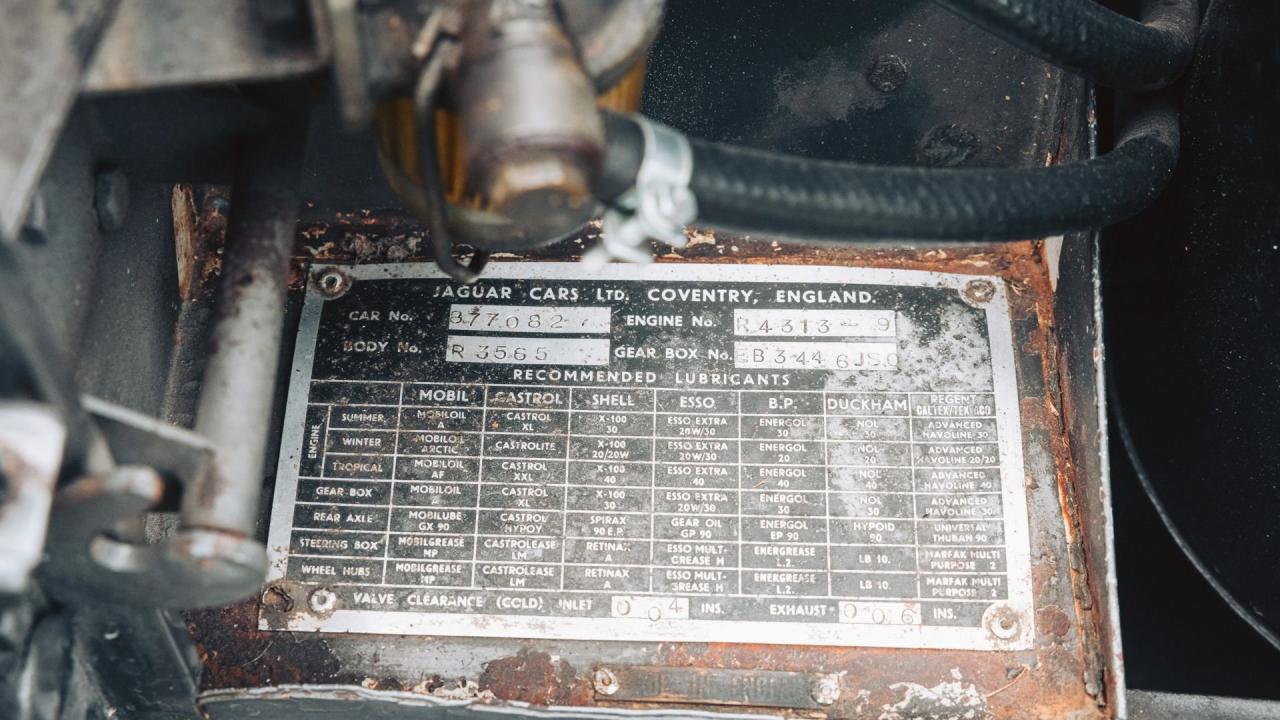 JAGUAR CARS LTD. COVENTRY, ENGLAND.
CAR No. 877082 ENGINE No. R4313-9
BODY No. R 3565 GEAR BOX No.
RECOMMENDED LUBRICANTS
MOBIL CASTROL SHELL ESSO B.P. DUCKHAM REGENT CALTEX/TEXACO
ENGINE
SUMMER MOBILOIL A CASTROL XL X-100 30 ESSO EXTRA 20W/30 ENERGOL 30 NOL 30 ADVANCED HAVOLINE 30
WINTER MOBILOIL ARCTIC CASTROLITE X-100 20/20W ESSO EXTRA 20W/30 ENERGOL 20 NOL 20 ADVANCED HAVOLINE 20/20
TROPICAL MOBILOIL AF CASTROL XXL X-100 40 ESSO EXTRA 40 ENERGOL 40 NOL ADVANCED HAVOLINE 40
GEAR BOX MOBILOIL CASTROL XL X-100 30 ESSO EXTRA 20W/30 ENERGOL 30 NOL 30 ADVANCED HAVOLINE 30
REAR AXLE MOBILUBE GX 90 CASTROL HYPOY SPIRAX 90 E.P. GEAR OIL GP 90 ENERGOL EP 90 HYPOID 90 UNIVERSAL THUBAN 90
STEERING BOX MOBILGREASE MP CASTROLEASE LM RETINAX A ESSO MULT- GREASE H ENERGREASE L.2. LB 10. MARFAK MULTI PURPOSE 2
WHEEL HUBS MOBILGREASE MP CASTROLEASE LM RETINAX A ESSO MULT- GREASE H ENERGREASE L.2. LB 10. MARFAK MULTI PURPOSE 2
VALVE CLEARANCE (COLD) INLET 0 0 4 INS. EXHAUST 0 0 6 INS.